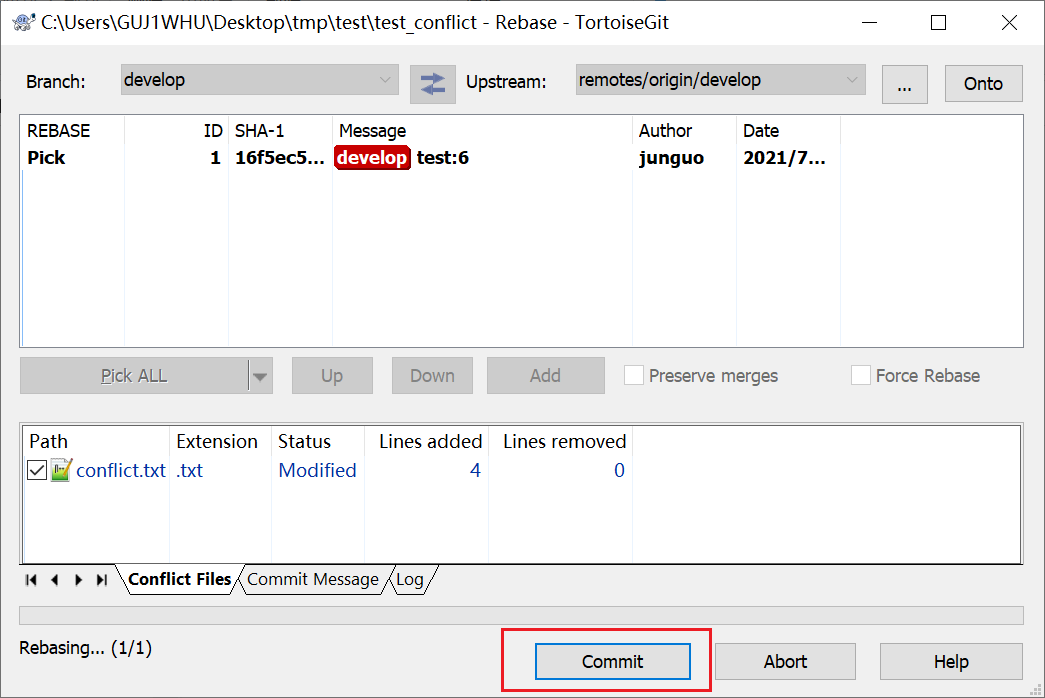 C:\Users\GUJ1WHU\Desktop\tmp\test\test_conflict - Rebase - TortoiseGit
Branch: develop Upstream: remotes/origin/develop ... Onto
REBASE ID SHA-1 Message Author Date
Pick 1 16f5ec5... develop test:6 junguo 2021/7...
Pick ALL Up Down Add Preserve merges Force Rebase
Path Extension Status Lines added Lines removed
conflict.txt .txt Modified 4 0
Conflict Files Commit Message Log
Rebasing... (1/1) Commit Abort Help